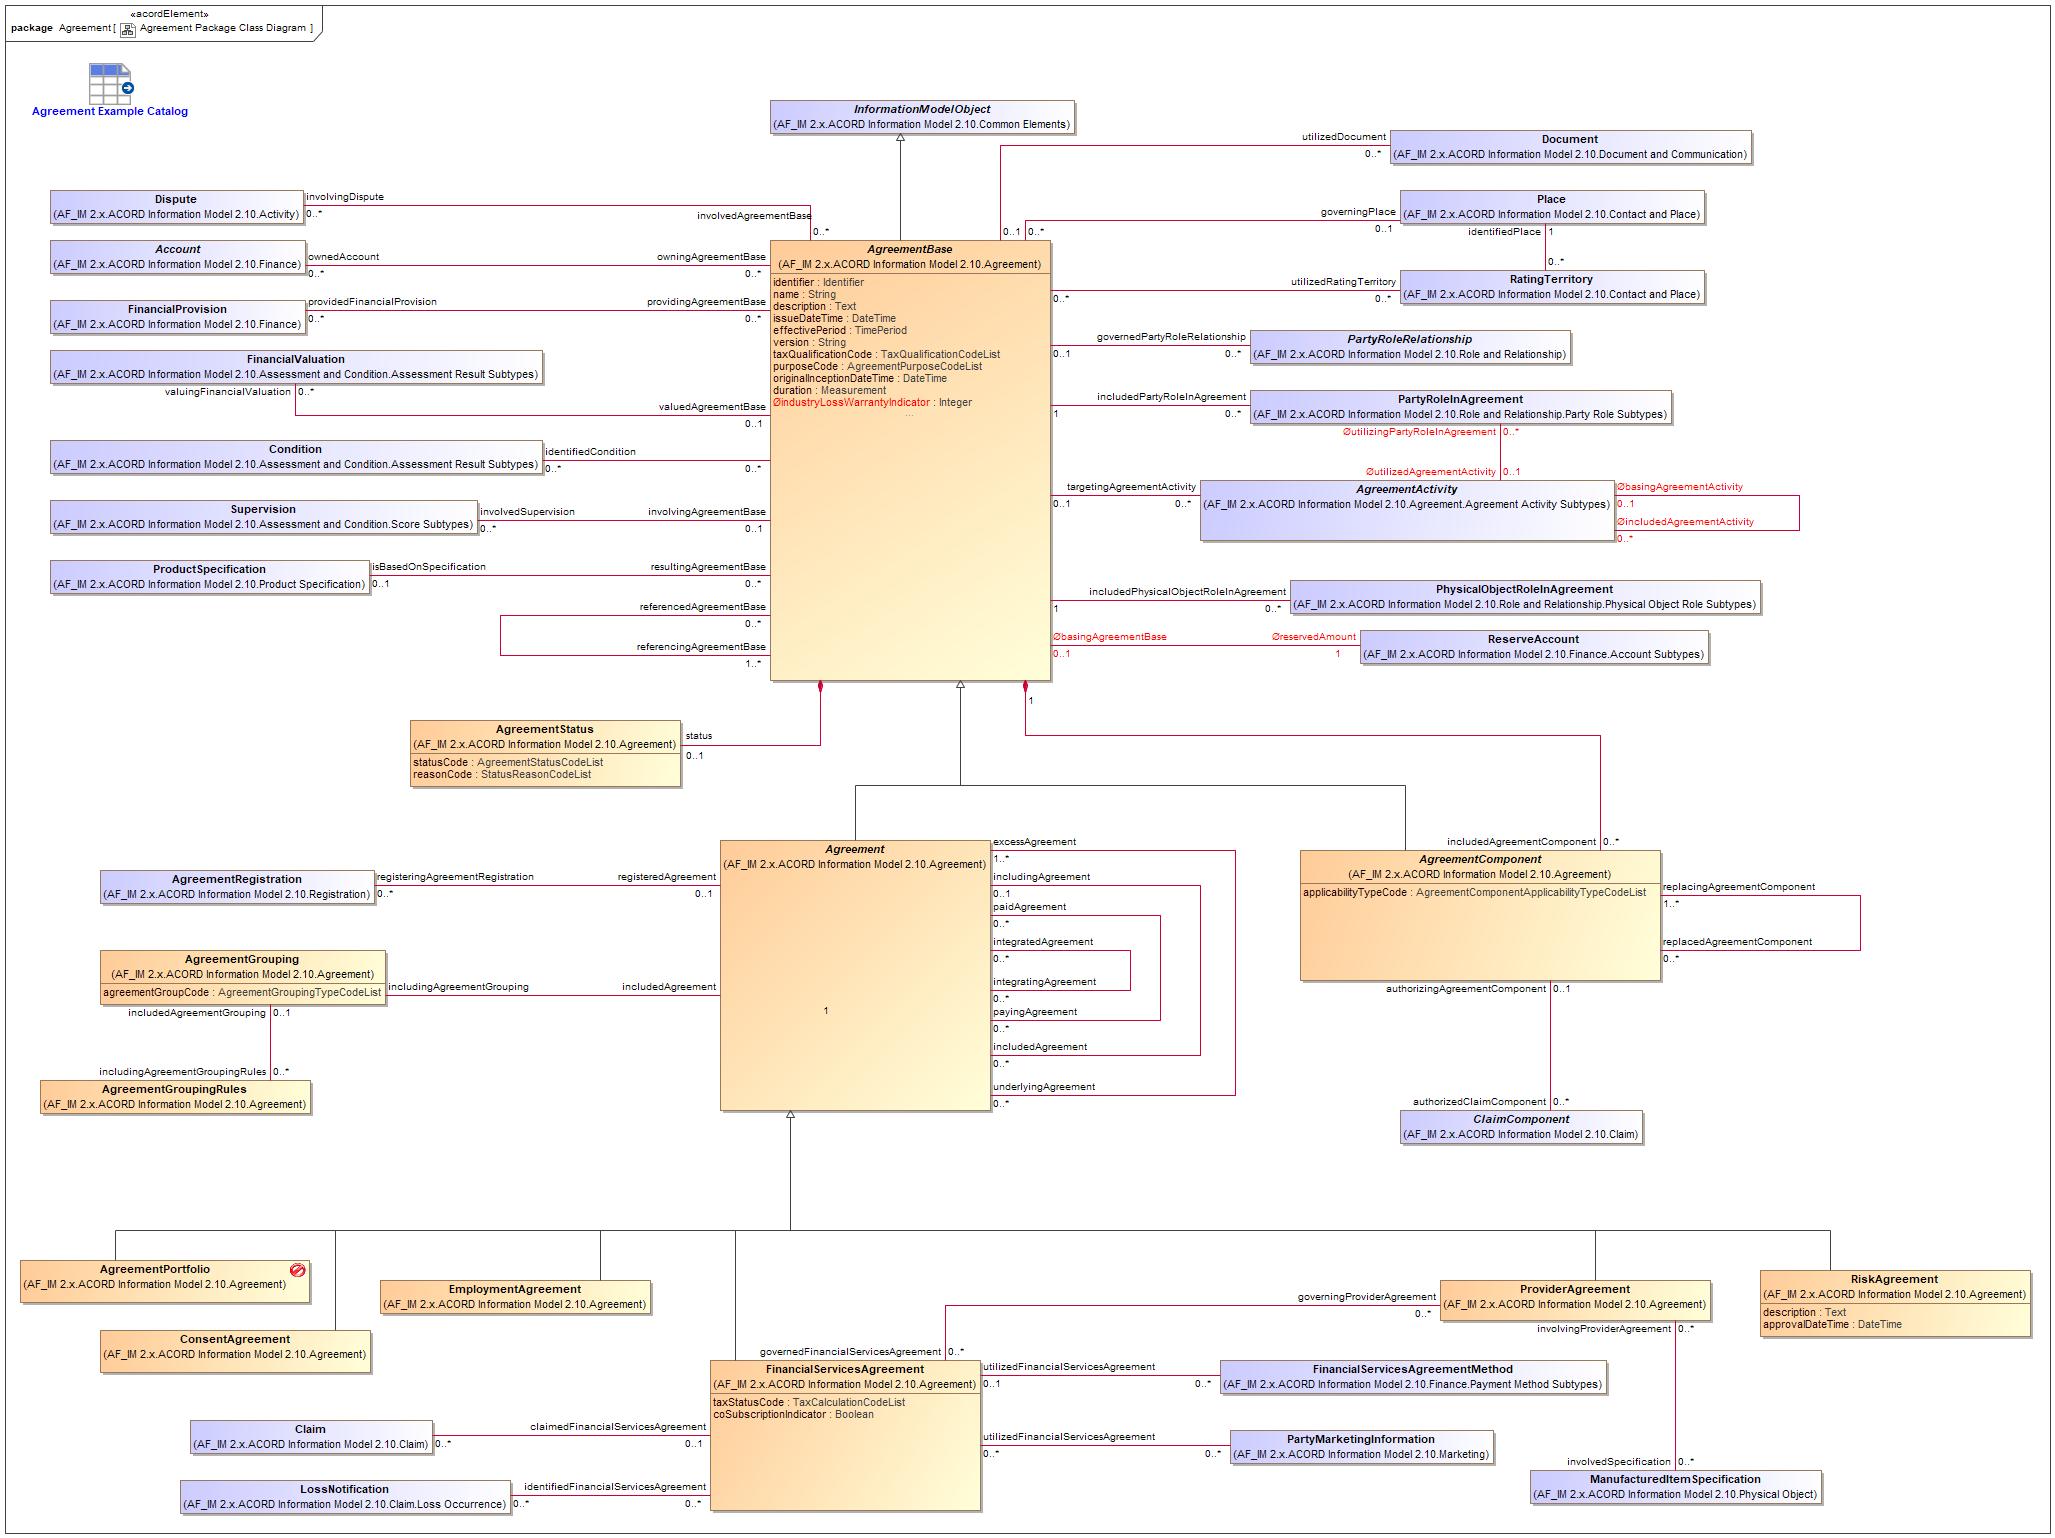 «acordElement»
package Agreement[ Agreement Package Class Diagram ]
Agreement Example Catalog
InformationModelObject
(AF_IM 2.x.ACORD Information Model 2.10.Common Elements)
utilizedDocument
0..*
Document
(AF_IM 2.x.ACORD Information Model 2.10.Document and Communication)
Dispute
(AF_IM 2.x.ACORD Information Model 2.10.Activity)
involvingDispute
0..*
involvedAgreementBase
0..*
0..1
0..*
governingPlace
0..1
Place
(AF_IM 2.x.ACORD Information Model 2.10.Contact and Place)
identifiedPlace
1
0..*
Account
(AF_IM 2.x.ACORD Information Model 2.10.Finance)
ownedAccount
0..*
owningAgreementBase
0..*
AgreementBase
(AF_IM 2.x.ACORD Information Model 2.10.Agreement)
identifier : Identifier
name : String
description : Text
issueDateTime : DateTime
effectivePeriod : TimePeriod
version : String
taxQualificationCode : TaxQualificationCodeList
purposeCode : AgreementPurposeCodeList
originalInceptionDateTime : DateTime
duration : Measurement
ØindustryLossWarrantyIndicator : Integer
...
0..*
utilizedRatingTerritory
0..*
RatingTerritory
(AF_IM 2.x.ACORD Information Model 2.10.Contact and Place)
FinancialProvision
(AF_IM 2.x.ACORD Information Model 2.10.Finance)
providedFinancialProvision
0..*
providingAgreementBase
0..*
0..1
governedPartyRoleRelationship
0..*
PartyRoleRelationship
(AF_IM 2.x.ACORD Information Model 2.10.Role and Relationship)
FinancialValuation
(AF_IM 2.x.ACORD Information Model 2.10.Assessment and Condition.Assessment Result Subtypes)
valuingFinancialValuation
0..*
valuedAgreementBase
0..1
1
includedPartyRoleInAgreement
0..*
PartyRoleInAgreement
(AF_IM 2.x.ACORD Information Model 2.10.Role and Relationship.Party Role Subtypes)
ØutilizingPartyRoleInAgreement
0..*
ØutilizedAgreementActivity
0..1
Condition
(AF_IM 2.x.ACORD Information Model 2.10.Assessment and Condition.Assessment Result Subtypes)
identifiedCondition
0..*
0..*
targetingAgreementActivity
0..1
0..*
AgreementActivity
(AF_IM 2.x.ACORD Information Model 2.10.Agreement.Agreement Activity Subtypes)
ØbasingAgreementActivity
0..1
ØincludedAgreementActivity
0..*
Supervision
(AF_IM 2.x.ACORD Information Model 2.10.Assessment and Condition.Score Subtypes)
involvedSupervision
0..*
involvingAgreementBase
0..1
ProductSpecification
(AF_IM 2.x.ACORD Information Model 2.10.Product Specification)
isBasedOnSpecification
0..1
resultingAgreementBase
0..*
referencedAgreementBase
0..*
referencingAgreementBase
1..*
1
includedPhysicalObjectRoleInAgreement
0..*
PhysicalObjectRoleInAgreement
(AF_IM 2.x.ACORD Information Model 2.10.Role and Relationship.Physical Object Role Subtypes)
ØbasingAgreementBase
0..1
ØreservedAmount
1
ReserveAccount
(AF_IM 2.x.ACORD Information Model 2.10.Finance.Account Subtypes)
1
AgreementStatus
(AF_IM 2.x.ACORD Information Model 2.10.Agreement)
statusCode : AgreementStatusCodeList
reasonCode : StatusReasonCodeList
status
0..1
Agreement
(AF_IM 2.x.ACORD Information Model 2.10.Agreement)
1
excessAgreement
1..*
includingAgreement
0..1
paidAgreement
0..*
integratedAgreement
0..*
integratingAgreement
0..*
payingAgreement
0..*
includedAgreement
0..*
underlyingAgreement
0..*
includedAgreementComponent
0..*
AgreementComponent
(AF_IM 2.x.ACORD Information Model 2.10.Agreement)
applicabilityTypeCode : AgreementComponentApplicabilityTypeCodeList
replacingAgreementComponent
1..*
replacedAgreementComponent
0..*
authorizingAgreementComponent
0..1
authorizedClaimComponent
0..*
ClaimComponent
(AF_IM 2.x.ACORD Information Model 2.10.Claim)
AgreementRegistration
(AF_IM 2.x.ACORD Information Model 2.10.Registration)
registeringAgreementRegistration
0..*
registeredAgreement
0..1
AgreementGrouping
(AF_IM 2.x.ACORD Information Model 2.10.Agreement)
agreementGroupCode : AgreementGroupingTypeCodeList
includingAgreementGrouping
includedAgreement
includedAgreementGrouping
0..1
includingAgreementGroupingRules
0..*
AgreementGroupingRules
(AF_IM 2.x.ACORD Information Model 2.10.Agreement)
AgreementPortfolio
(AF_IM 2.x.ACORD Information Model 2.10.Agreement)
ConsentAgreement
(AF_IM 2.x.ACORD Information Model 2.10.Agreement)
EmploymentAgreement
(AF_IM 2.x.ACORD Information Model 2.10.Agreement)
governingProviderAgreement
0..*
ProviderAgreement
(AF_IM 2.x.ACORD Information Model 2.10.Agreement)
involvingProviderAgreement
0..*
RiskAgreement
(AF_IM 2.x.ACORD Information Model 2.10.Agreement)
description : Text
approvalDateTime : DateTime
governedFinancialServicesAgreement
0..*
FinancialServicesAgreement
(AF_IM 2.x.ACORD Information Model 2.10.Agreement)
taxStatusCode : TaxCalculationCodeList
coSubscriptionIndicator : Boolean
utilizedFinancialServicesAgreement
0..1
0..*
FinancialServicesAgreementMethod
(AF_IM 2.x.ACORD Information Model 2.10.Finance.Payment Method Subtypes)
Claim
(AF_IM 2.x.ACORD Information Model 2.10.Claim)
0..*
claimedFinancialServicesAgreement
0..1
utilizedFinancialServicesAgreement
0..*
0..*
PartyMarketingInformation
(AF_IM 2.x.ACORD Information Model 2.10.Marketing)
involvedSpecification
0..*
ManufacturedItemSpecification
(AF_IM 2.x.ACORD Information Model 2.10.Physical Object)
LossNotification
(AF_IM 2.x.ACORD Information Model 2.10.Claim.Loss Occurrence)
0..*
identifiedFinancialServicesAgreement
0..*